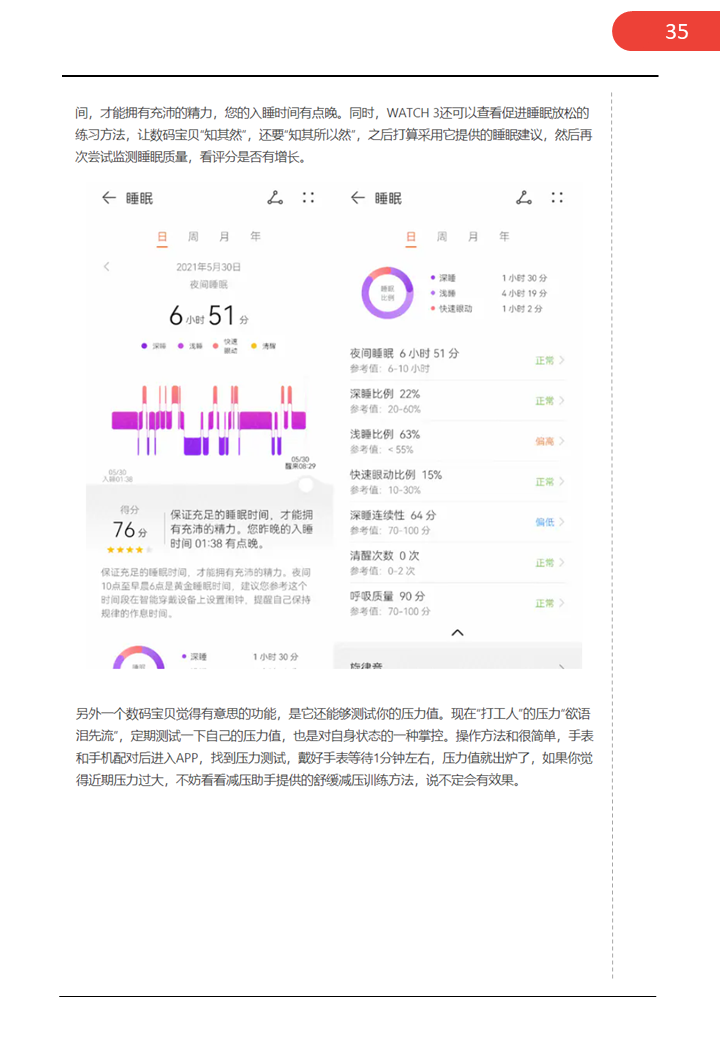 35
间，才能拥有充沛的精力，您的入睡时间有点晚。同时，WATCH 3还可以查看促进睡眠放松的
练习方法，让数码宝贝“知其然”，还要“知其所以然”，之后打算采用它提供的睡眠建议，然后再
次尝试监测睡眠质量，看评分是否有增长。
睡眠
日 周 月 年
2021年5月30日
夜间睡眠
6 小时 51 分
深睡 浅睡 快速眼动 清醒
05/30
醒来08:29
05/30
入睡01:38
得分
76 分
保证充足的睡眠时间，才能拥
有充沛的精力。您昨晚的入睡
时间 01:38 有点晚。
保证充足的睡眠时间，才能拥有充沛的精力。夜间
10点至早晨6点是黄金睡眠时间，建议您参考这个
时间段在智能穿戴设备上设置闹钟，提醒自己保持
规律的作息时间。
深睡 1 小时 30 分
睡眠
日 周 月 年
睡眠
比例
深睡 1 小时 30 分
浅睡 4 小时 19 分
快速眼动 1 小时 2 分
夜间睡眠 6 小时 51 分 正常
参考值：6-10 小时
深睡比例 22% 正常
参考值：20-60%
浅睡比例 63% 偏高
参考值：< 55%
快速眼动比例 15% 正常
参考值：10-30%
深睡连续性 64 分 偏低
参考值：70-100 分
清醒次数 0 次 正常
参考值：0-2 次
呼吸质量 90 分 正常
参考值：70-100 分
另外一个数码宝贝觉得有意思的功能，是它还能够测试你的压力值。现在“打工人”的压力“欲语
泪先流”，定期测试一下自己的压力值，也是对自身状态的一种掌控。操作方法和很简单，手表
和手机配对后进入APP，找到压力测试，戴好手表等待1分钟左右，压力值就出炉了，如果你觉
得近期压力过大，不妨看看减压助手提供的舒缓减压训练方法，说不定会有效果。